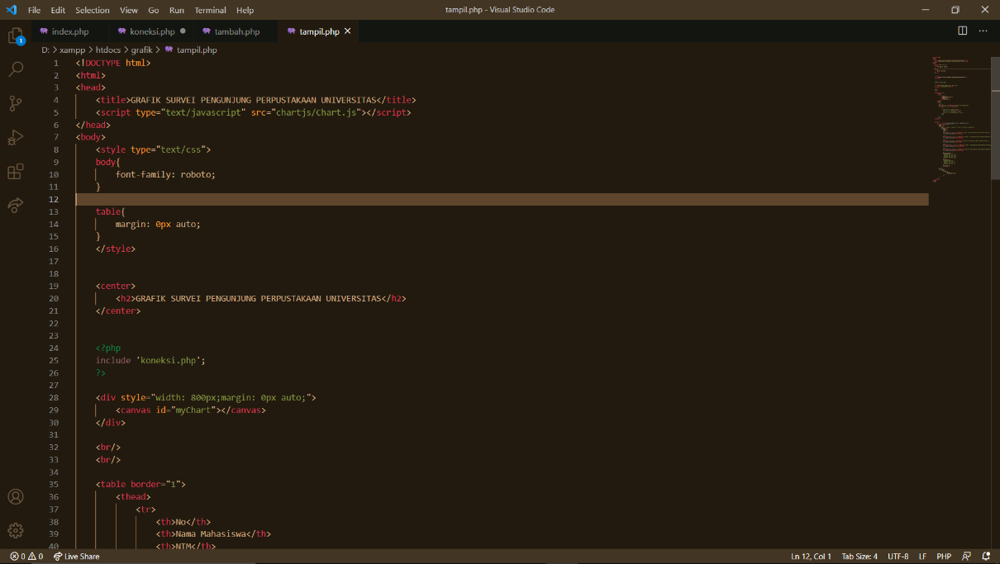 File Edit Selection View Go Run Terminal Help
tampil.php - Visual Studio Code
index.php koneksi.php tambah.php tampil.php
D: > xampp > htdocs > grafik > tampil.php
1 <!DOCTYPE html>
2 <html>
3 <head>
4 <title>GRAFIK SURVEI PENGUNJUNG PERPUSTAKAAN UNIVERSITAS</title>
5 <script type="text/javascript" src="chartjs/Chart.js"></script>
6 </head>
7 <body>
8 <style type="text/css">
9 body{
10 font-family: roboto;
11 }
12
13 table{
14 margin: 0px auto;
15 }
16 </style>
17
18
19 <center>
20 <h2>GRAFIK SURVEI PENGUNJUNG PERPUSTAKAAN UNIVERSITAS</h2>
21 </center>
22
23
24 <?php
25 include 'koneksi.php';
26 ?>
27
28 <div style="width: 800px;margin: 0px auto;">
29 <canvas id="myChart"></canvas>
30 </div>
31
32 <br/>
33 <br/>
34
35 <table border="1">
36 <thead>
37 <tr>
38 <th>No</th>
39 <th>Nama Mahasiswa</th>
40 <th>NIM</th>
1
0 0 Live Share
Ln 12, Col 1 Tab Size: 4 UTF-8 LF PHP